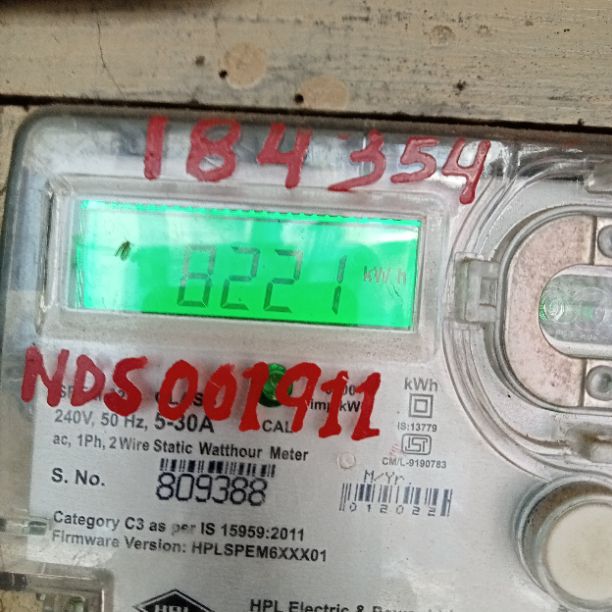 184354
8221 kWh
NDS001911
240V, 50 Hz, 5-30A
CAL
kWh
IS:13779
ac, 1Ph, 2 Wire Static Watthour Meter
CM/L-9190783
S. No.
809388
M/Yr.
012022
Category C3 as per IS 15959:2011
Firmware Version: HPLSPEM6XXX01
HPL
HPL Electric &